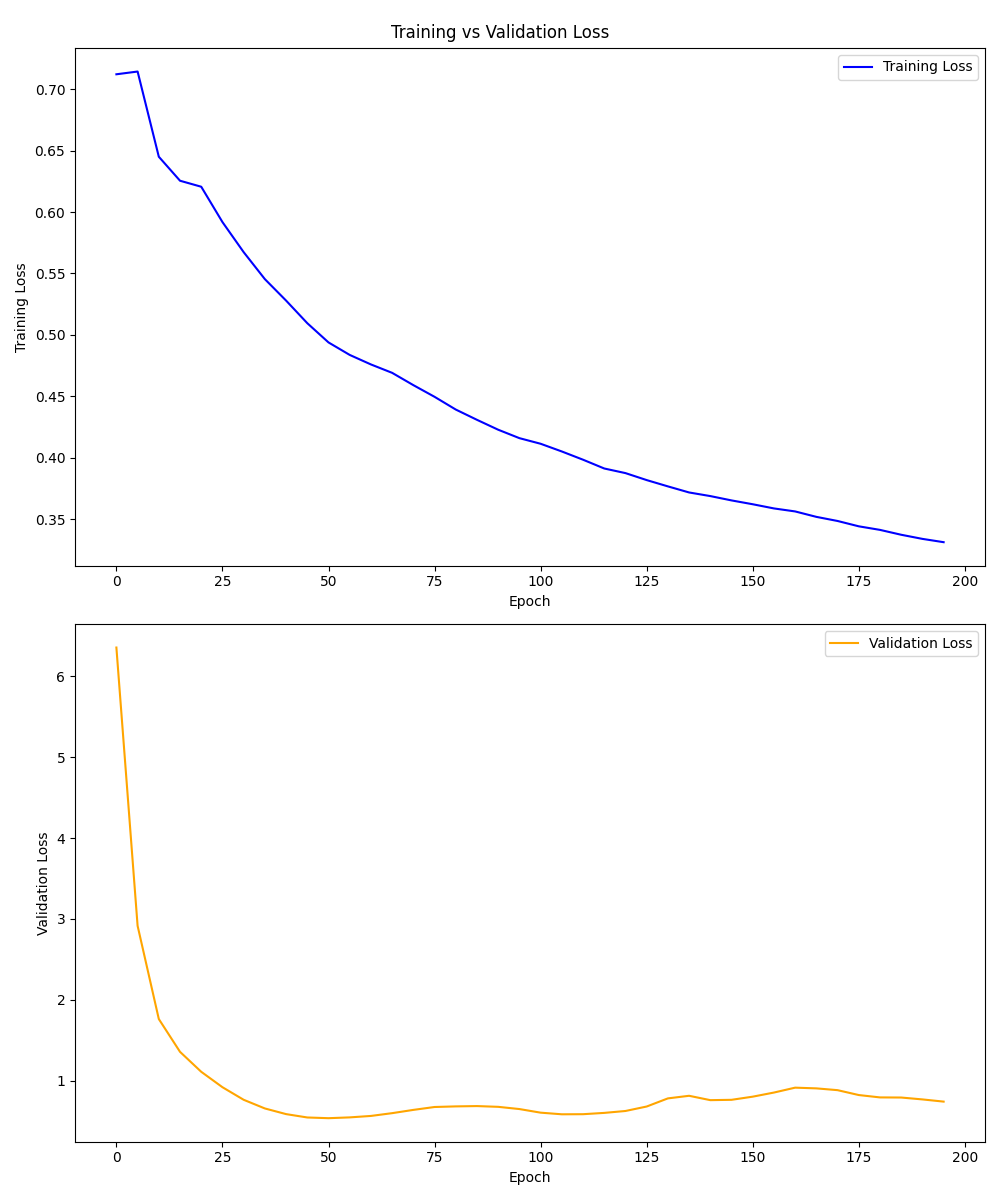 Training vs Validation Loss
Training Loss
0.70
0.65
0.60
0.55
0.50
0.45
0.40
0.35
Training Loss
0 25 50 75 100 125 150 175 200
Epoch
Validation Loss
6
5
4
3
2
1
Validation Loss
0 25 50 75 100 125 150 175 200
Epoch